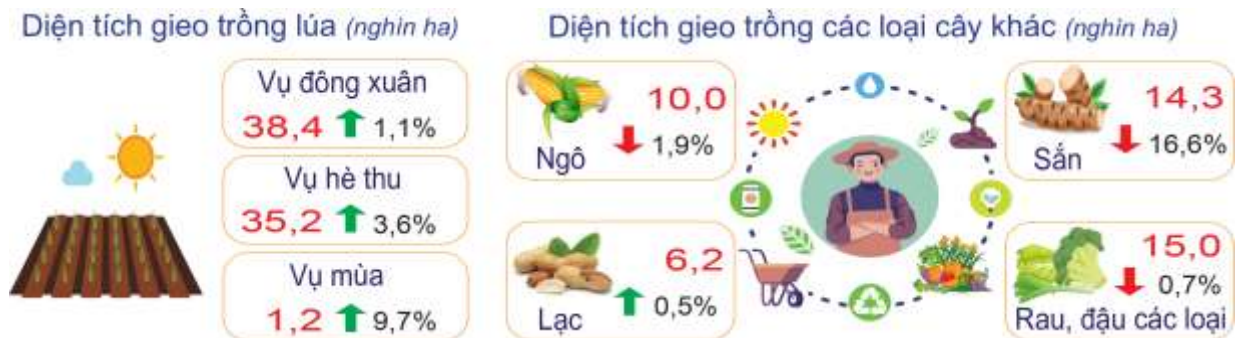 Diện tích gieo trồng lúa (nghìn ha)
Vụ đông xuân
38,4 1,1%
Vụ hè thu
35,2 3,6%
Vụ mùa
1,2 9,7%
Diện tích gieo trồng các loại cây khác (nghìn ha)
10,0
1,9%
Ngô
14,3
16,6%
Sắn
6,2
0,5%
Lạc
15,0
0,7%
Rau, đậu các loại